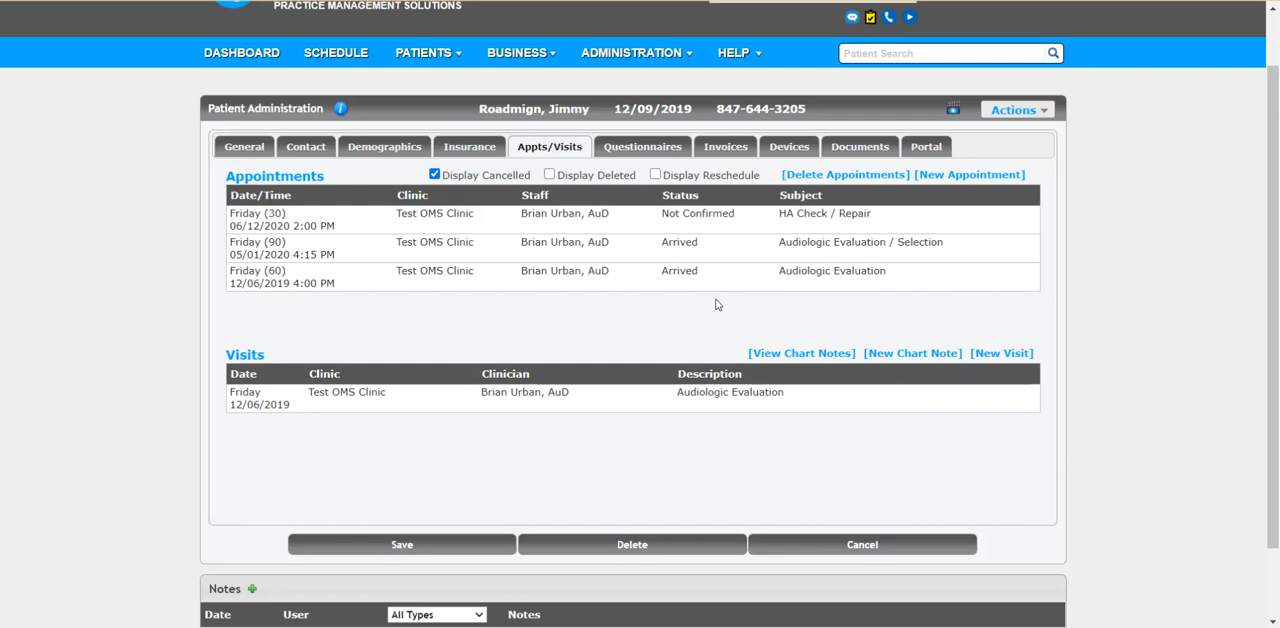 PRACTICE MANAGEMENT SOLUTIONS
DASHBOARD SCHEDULE PATIENTS BUSINESS ADMINISTRATION HELP Patient Search
Patient Administration Roadmign, Jimmy 12/09/2019 847-644-3205 Actions
General Contact Demographics Insurance Appts/Visits Questionnaires Invoices Devices Documents Portal
Appointments Display Cancelled Display Deleted Display Reschedule [Delete Appointments] [New Appointment]
Date/Time Clinic Staff Status Subject
Friday (30) Test OMS Clinic Brian Urban, AuD Not Confirmed HA Check / Repair
06/12/2020 2:00 PM
Friday (90) Test OMS Clinic Brian Urban, AuD Arrived Audiologic Evaluation / Selection
05/01/2020 4:15 PM
Friday (60) Test OMS Clinic Brian Urban, AuD Arrived Audiologic Evaluation
12/06/2019 4:00 PM
Visits [View Chart Notes] [New Chart Note] [New Visit]
Date Clinic Clinician Description
Friday Test OMS Clinic Brian Urban, AuD Audiologic Evaluation
12/06/2019
Save Delete Cancel
Notes
Date User All Types Notes